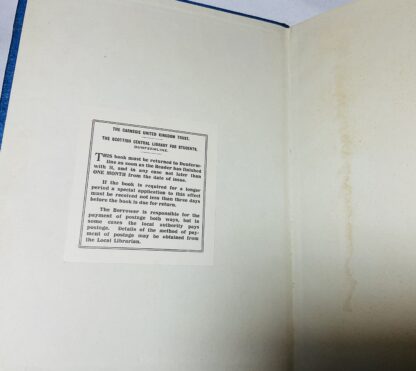 THE CARNEGIE UNITED KINGDOM TRUST.
THE SCOTTISH CENTRAL LIBRARY FOR STUDENTS,
DUNFERMLINE.
THIS book must be returned to Dunferm-
line as soon as the Reader has finished
with it, and in any case not later than
ONE MONTH from the date of issue.
If the book is required for a longer
period a special application to this effect
must be received not less than three days
before the book is due for return.
The Borrower is responsible for the
payment of postage both ways, but in
some cases the local authority pays
postage. Details of the method of pay-
ment of postage may be obtained from
the Local Librarian.